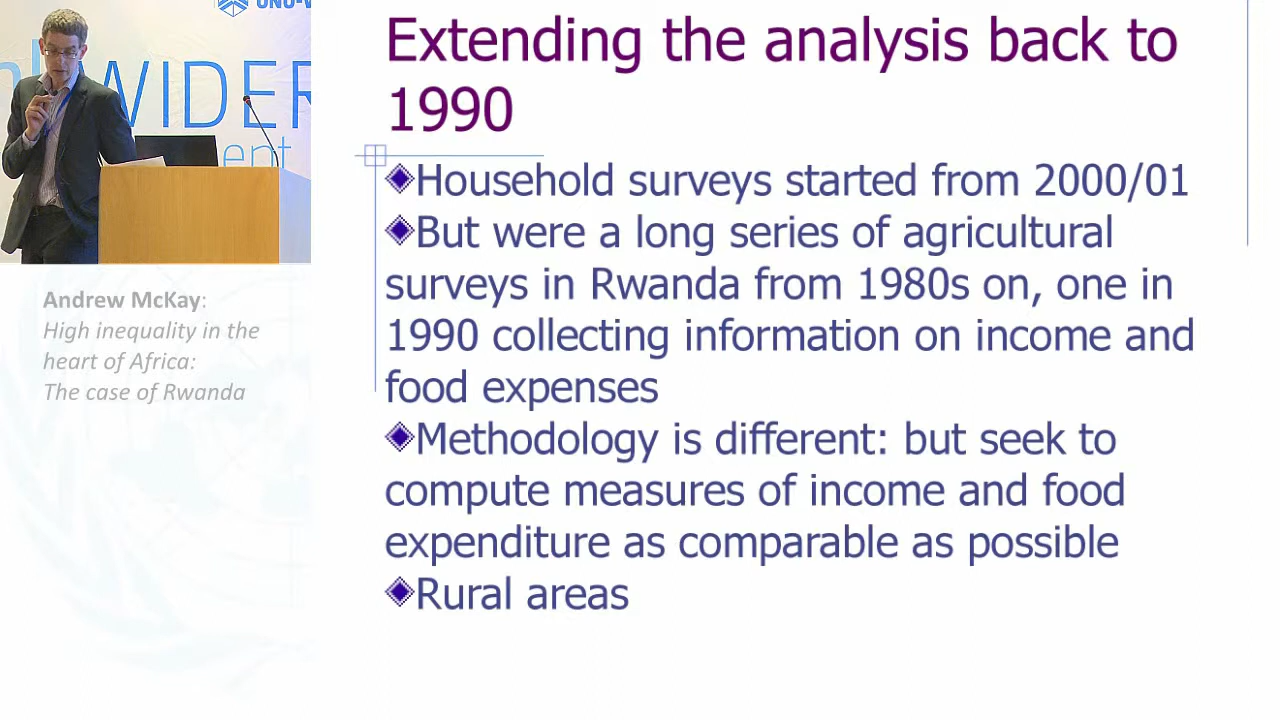 WIDER
ent
Andrew McKay:
High inequality in the
heart of Africa:
The case of Rwanda
Extending the analysis back to
1990
Household surveys started from 2000/01
But were a long series of agricultural
surveys in Rwanda from 1980s on, one in
1990 collecting information on income and
food expenses
Methodology is different: but seek to
compute measures of income and food
expenditure as comparable as possible
Rural areas